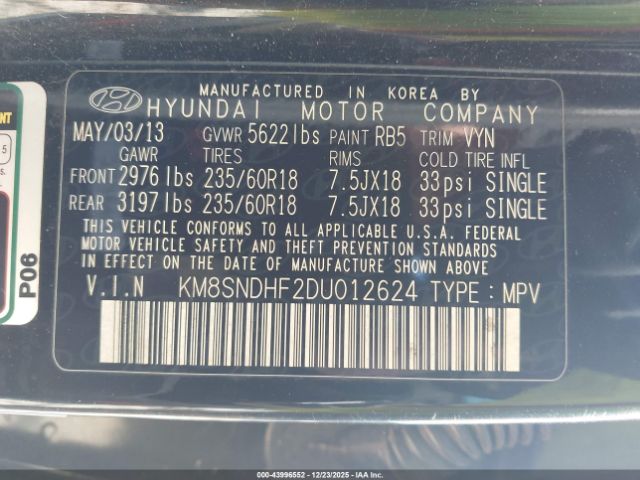 MANUFACTURED IN KOREA BY
HYUNDAI MOTOR COMPANY
MAY/03/13 GVWR 5622lbs PAINT RB5 TRIM VYN
GAWR TIRES RIMS COLD TIRE INFL
FRONT 2976lbs 235/60R18 7.5JX18 33psi SINGLE
REAR 3197lbs 235/60R18 7.5JX18 33psi SINGLE
THIS VEHICLE CONFORMS TO ALL APPLICABLE U.S.A. FEDERAL
MOTOR VEHICLE SAFETY AND THEFT PREVENTION STANDARDS
IN EFFECT ON THE DATE OF MANUFACTURE SHOWN ABOVE
V.I.N KM8SNDHF2DU012624 TYPE : MPV
P06
000-43996552 12/23/2025 COPART